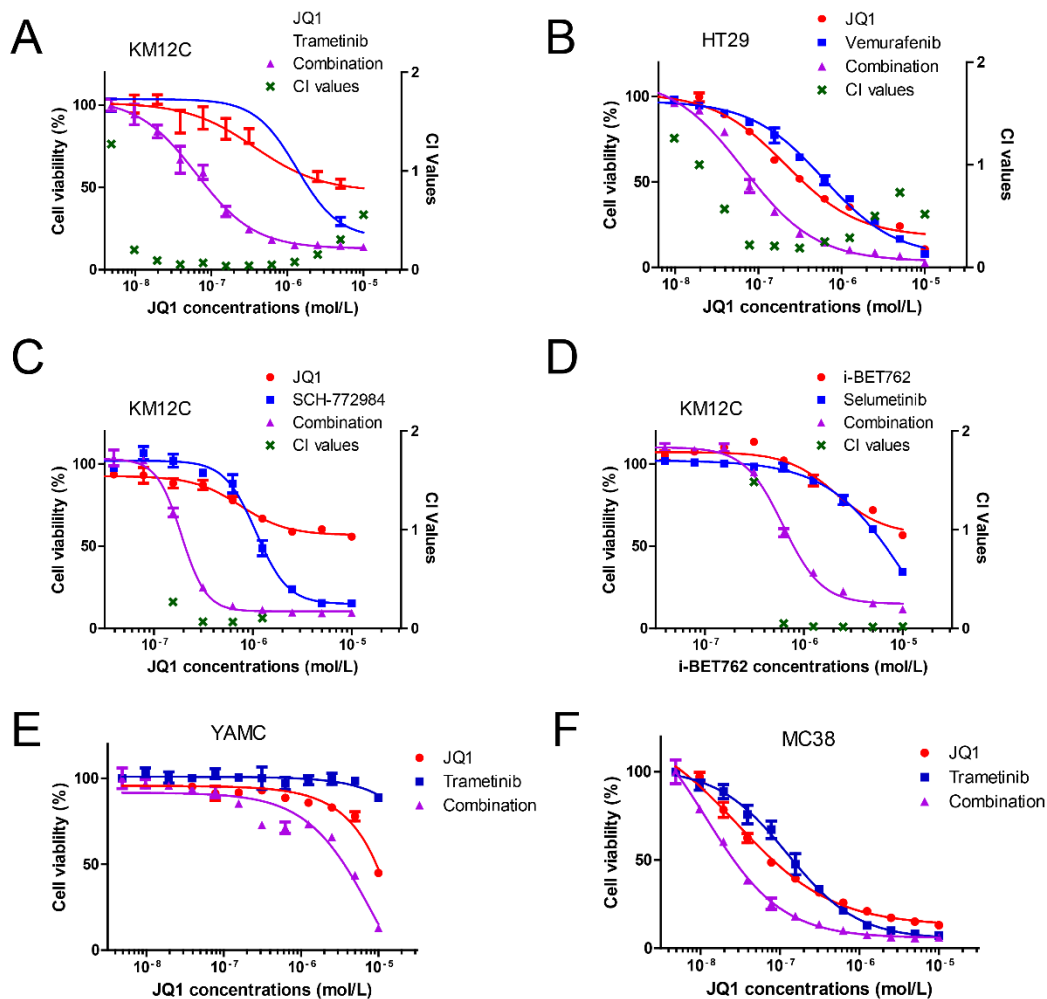 A
KM12C
JQ1
Trametinib
Combination
CI values
Cell viability (%)
100
50
0
CI Values
2
1
0
10-8
10-7
10-6
10-5
JQ1 concentrations (mol/L)
B
HT29
JQ1
Vemurafenib
Combination
CI values
Cell viability (%)
100
50
0
CI Values
2
1
0
10-8
10-7
10-6
10-5
JQ1 concentrations (mol/L)
C
KM12C
JQ1
SCH-772984
Combination
CI values
Cell viability (%)
100
50
0
CI Values
2
1
0
10-7
10-6
10-5
JQ1 concentrations (mol/L)
D
KM12C
i-BET762
Selumetinib
Combination
CI values
Cell viability (%)
100
50
0
CI Values
2
1
0
10-7
10-6
10-5
i-BET762 concentrations (mol/L)
E
YAMC
JQ1
Trametinib
Combination
Cell viability (%)
100
50
0
10-8
10-7
10-6
10-5
JQ1 concentrations (mol/L)
F
MC38
JQ1
Trametinib
Combination
Cell viability (%)
100
50
0
10-8
10-7
10-6
10-5
JQ1 concentrations (mol/L)